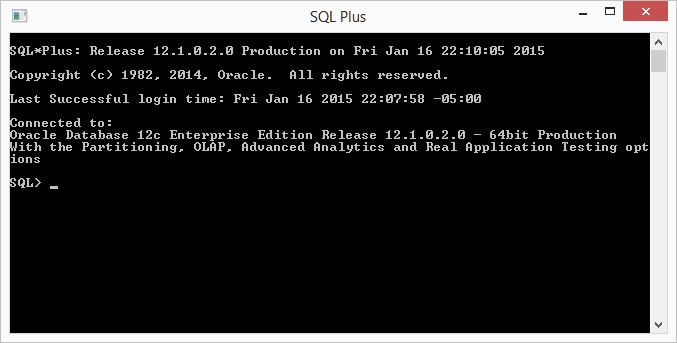 SQL Plus
SQL*Plus: Release 12.1.0.2.0 Production on Fri Jan 16 22:10:05 2015
Copyright (c) 1982, 2014, Oracle.  All rights reserved.
Last Successful login time: Fri Jan 16 2015 22:07:58 -05:00
Connected to:
Oracle Database 12c Enterprise Edition Release 12.1.0.2.0 - 64bit Production
With the Partitioning, OLAP, Advanced Analytics and Real Application Testing opt
ions
SQL> _